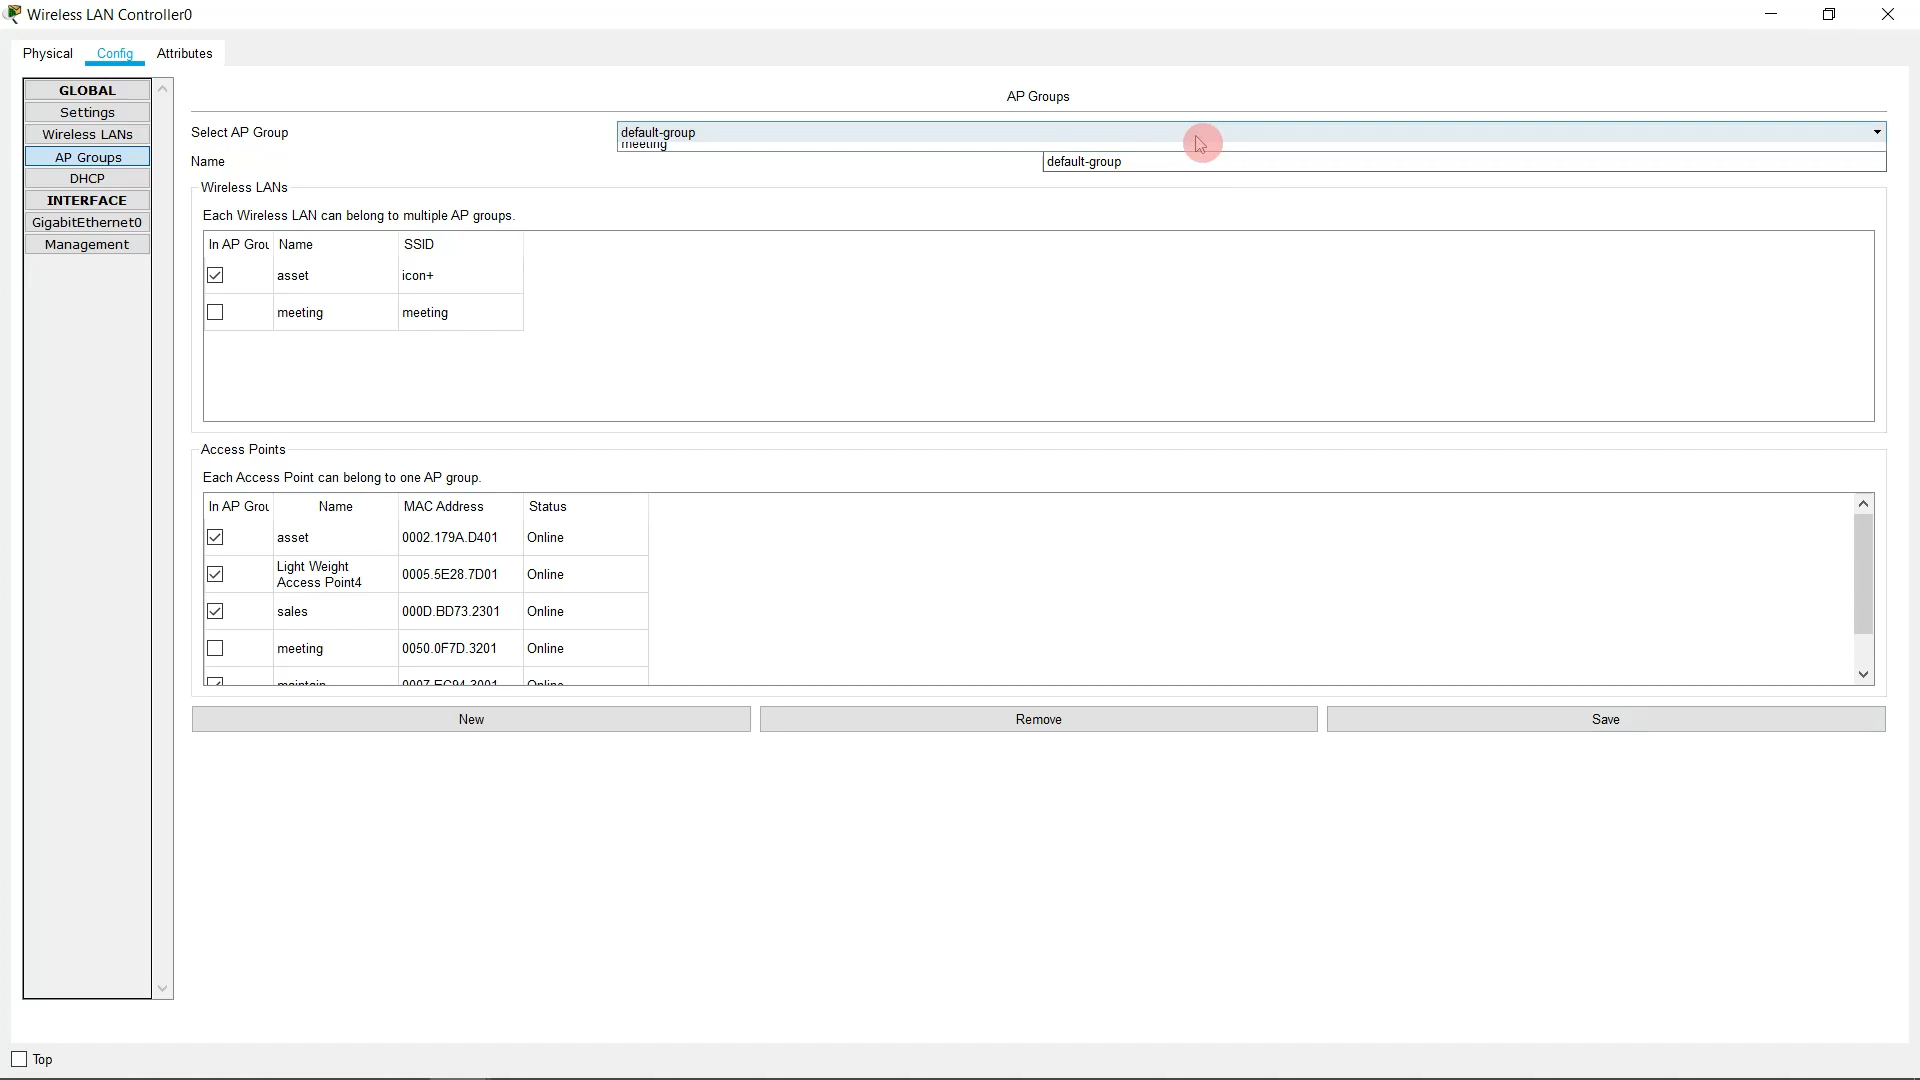 Wireless LAN Controller0
Physical Config Attributes
GLOBAL
Settings
Wireless LANs
AP Groups
DHCP
INTERFACE
GigabitEthernet0
Management
AP Groups
Select AP Group default-group
meeting
Name default-group
Wireless LANs
Each Wireless LAN can belong to multiple AP groups.
In AP Grou Name SSID
asset icon+
meeting meeting
Access Points
Each Access Point can belong to one AP group.
In AP Grou Name MAC Address Status
asset 0002.179A.D401 Online
Light Weight
Access Point4 0005.5E28.7D01 Online
sales 000D.BD73.2301 Online
meeting 0050.0F7D.3201 Online
maintain 0007.EC94.3001 Online
New Remove Save
Top